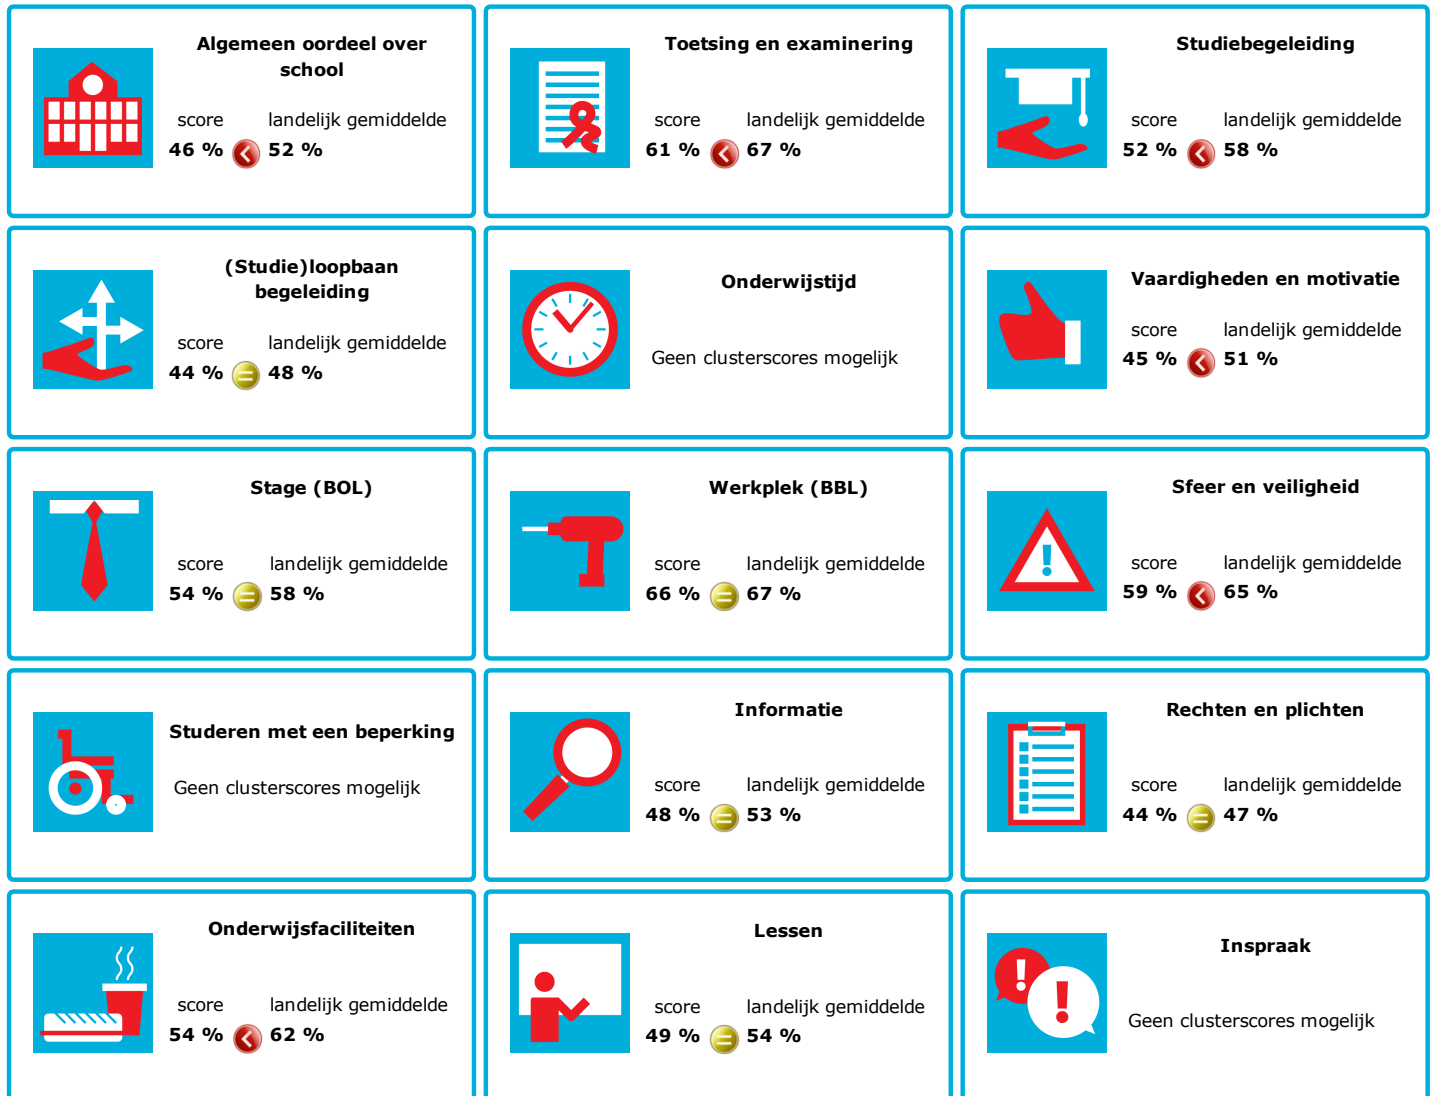 Algemeen oordeel over
school
score landelijk gemiddelde
46 % 52 %
Toetsing en examinering
score landelijk gemiddelde
61 % 67 %
Studiebegeleiding
score landelijk gemiddelde
52 % 58 %
(Studie)loopbaan
begeleiding
score landelijk gemiddelde
44 % = 48 %
Onderwijstijd
Geen clusterscores mogelijk
Vaardigheden en motivatie
score landelijk gemiddelde
45 % 51 %
Stage (BOL)
score landelijk gemiddelde
54 % = 58 %
Werkplek (BBL)
score landelijk gemiddelde
66 % = 67 %
Sfeer en veiligheid
score landelijk gemiddelde
59 % 65 %
Studeren met een beperking
Geen clusterscores mogelijk
Informatie
score landelijk gemiddelde
48 % = 53 %
Rechten en plichten
score landelijk gemiddelde
44 % = 47 %
Onderwijsfaciliteiten
score landelijk gemiddelde
54 % 62 %
Lessen
score landelijk gemiddelde
49 % = 54 %
Inspraak
Geen clusterscores mogelijk